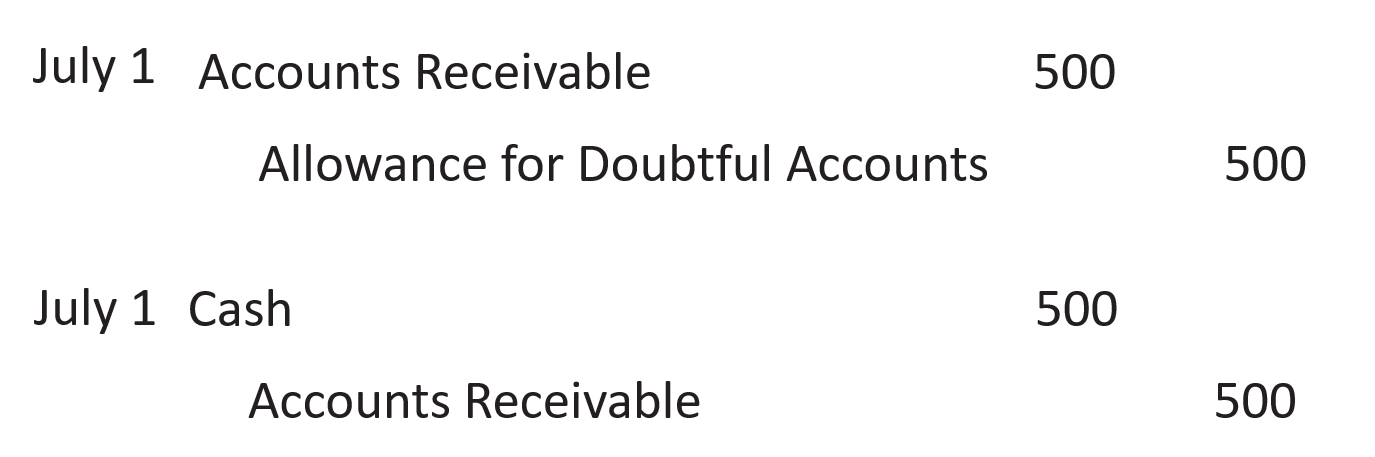 July 1 Accounts Receivable 500
Allowance for Doubtful Accounts 500
July 1 Cash 500
Accounts Receivable 500